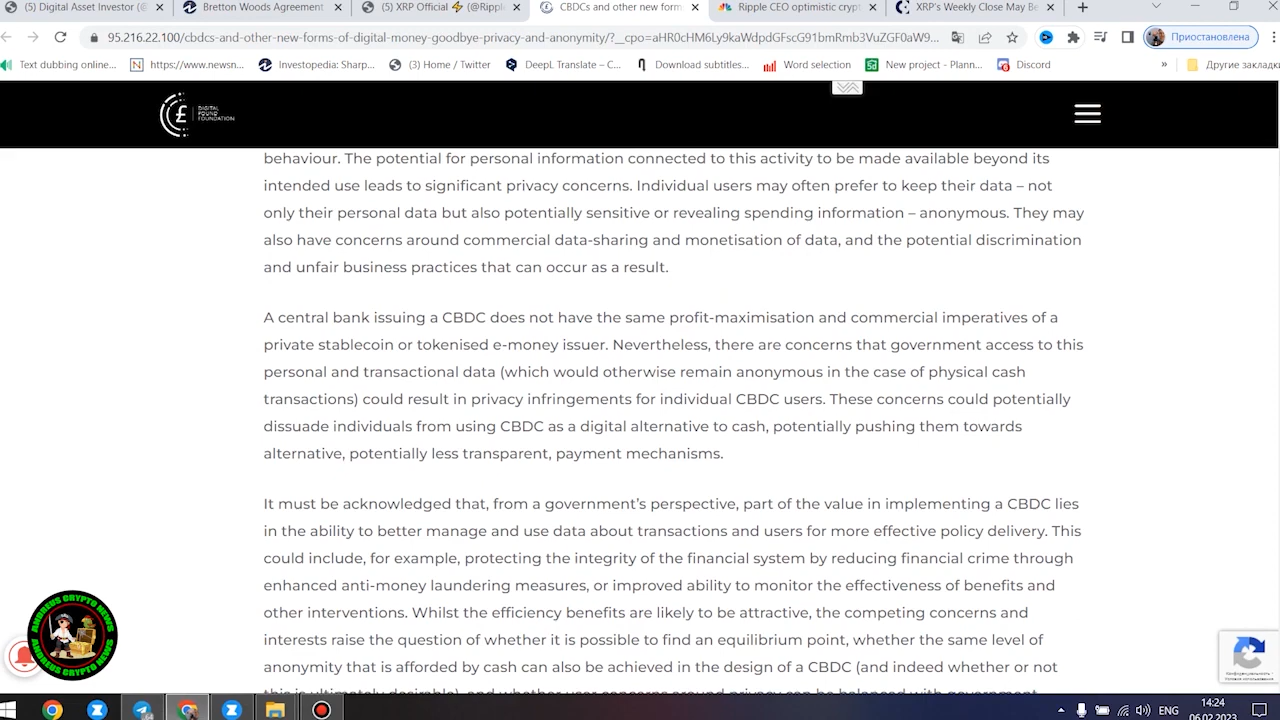 (5) Digital Asset Investor (@
Bretton Woods Agreement
(5) XRP Official ⚡ (@Ripple
CBDCs and other new form
Ripple CEO optimistic crypt
XRP's Weekly Close May Be
95.216.22.100/cbdcs-and-other-new-forms-of-digital-money-goodbye-privacy-and-anonymity/?__cpo=aHR0cHM6Ly9kaWdpdGFscG91bmRmb3VuZGF0aW9...
Приостановлена
Text dubbing online...
https://www.newsn...
Investopedia: Sharp...
(3) Home / Twitter
DeepL Translate – C...
Download subtitles...
Word selection
New project - Plann...
Discord
»
Другие закладки
DIGITAL
POUND
FOUNDATION
behaviour. The potential for personal information connected to this activity to be made available beyond its
intended use leads to significant privacy concerns. Individual users may often prefer to keep their data – not
only their personal data but also potentially sensitive or revealing spending information – anonymous. They may
also have concerns around commercial data-sharing and monetisation of data, and the potential discrimination
and unfair business practices that can occur as a result.
A central bank issuing a CBDC does not have the same profit-maximisation and commercial imperatives of a
private stablecoin or tokenised e-money issuer. Nevertheless, there are concerns that government access to this
personal and transactional data (which would otherwise remain anonymous in the case of physical cash
transactions) could result in privacy infringements for individual CBDC users. These concerns could potentially
dissuade individuals from using CBDC as a digital alternative to cash, potentially pushing them towards
alternative, potentially less transparent, payment mechanisms.
It must be acknowledged that, from a government's perspective, part of the value in implementing a CBDC lies
in the ability to better manage and use data about transactions and users for more effective policy delivery. This
could include, for example, protecting the integrity of the financial system by reducing financial crime through
enhanced anti-money laundering measures, or improved ability to monitor the effectiveness of benefits and
other interventions. Whilst the efficiency benefits are likely to be attractive, the competing concerns and
interests raise the question of whether it is possible to find an equilibrium point, whether the same level of
anonymity that is afforded by cash can also be achieved in the design of a CBDC (and indeed whether or not
ANDREUS CRYPTO NEWS
ANDREUS CRYPTO NEWS
Конфиденциальность -
Условия использования
ENG
14:24
06.02.2023